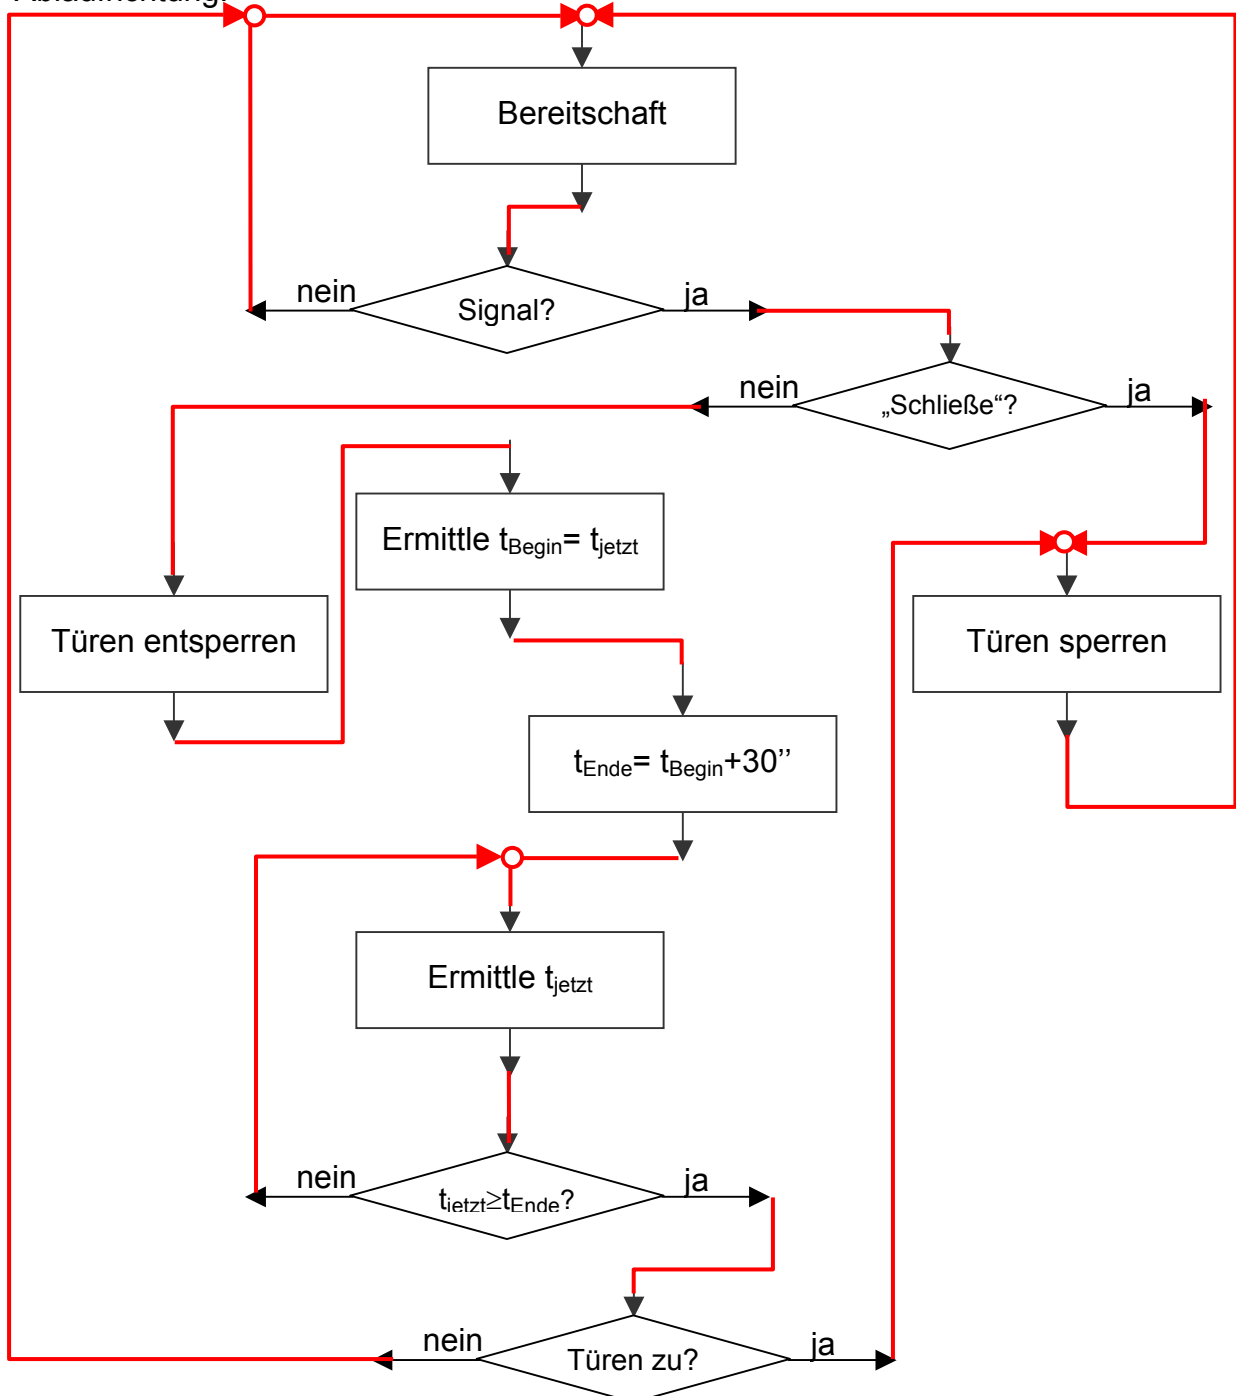 Ablaufrichtung:
Bereitschaft
nein
Signal?
ja
nein
„Schließe“?
ja
Ermittle tBegin= tjetzt
Türen entsperren
Türen sperren
tEnde= tBegin+30’’
Ermittle tjetzt
nein
tjetzt≥tEnde?
ja
nein
Türen zu?
ja